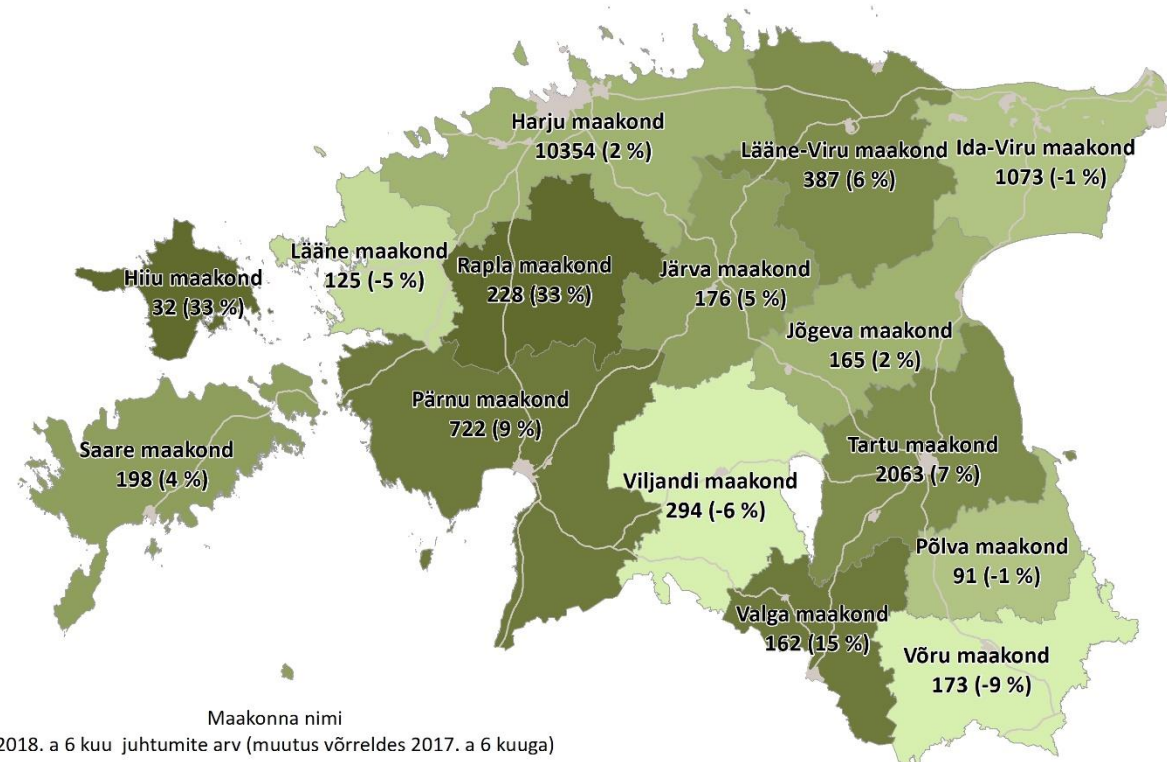 Harju maakond
10354 (2 %)
Lääne-Viru maakond
387 (6 %)
Ida-Viru maakond
1073 (-1 %)
Lääne maakond
125 (-5 %)
Hiiu maakond
32 (33 %)
Rapla maakond
228 (33 %)
Järva maakond
176 (5 %)
Jõgeva maakond
165 (2 %)
Pärnu maakond
722 (9 %)
Saare maakond
198 (4 %)
Tartu maakond
2063 (7 %)
Viljandi maakond
294 (-6 %)
Põlva maakond
91 (-1 %)
Valga maakond
162 (15 %)
Võru maakond
173 (-9 %)
Maakonna nimi
2018. a 6 kuu juhtumite arv (muutus võrreldes 2017. a 6 kuuga)